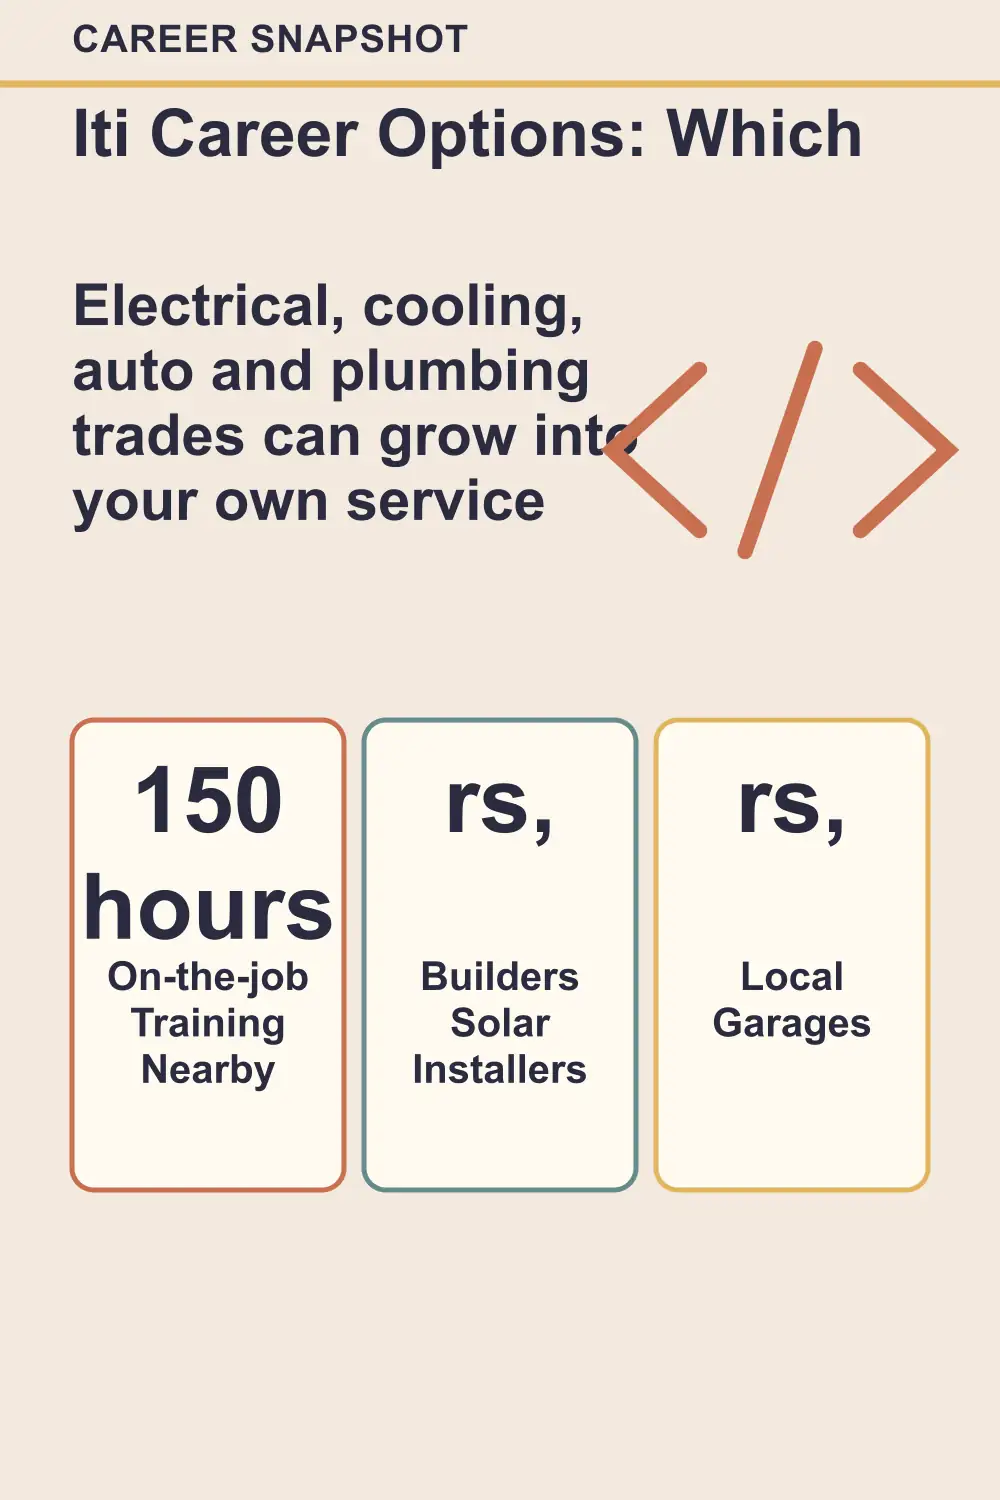 CAREER SNAPSHOT
Iti Career Options: Which
Electrical, cooling,
auto and plumbing
trades can grow into
your own service
150
hours
On-the-job
Training
Nearby
rs,
Builders
Solar
Installers
rs,
Local
Garages